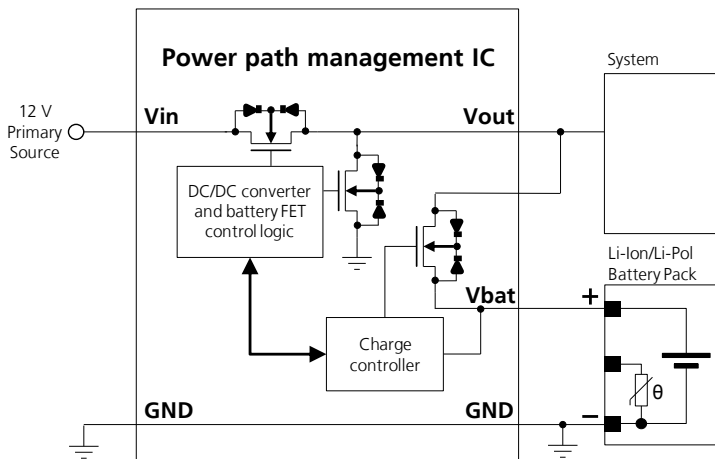 Power path management IC
System
12 V
Primary
Source
Vin
Vout
DC/DC converter
and battery FET
control logic
Li-Ion/Li-Pol
Battery Pack
Vbat
+
Charge
controller
θ
GND
GND
−